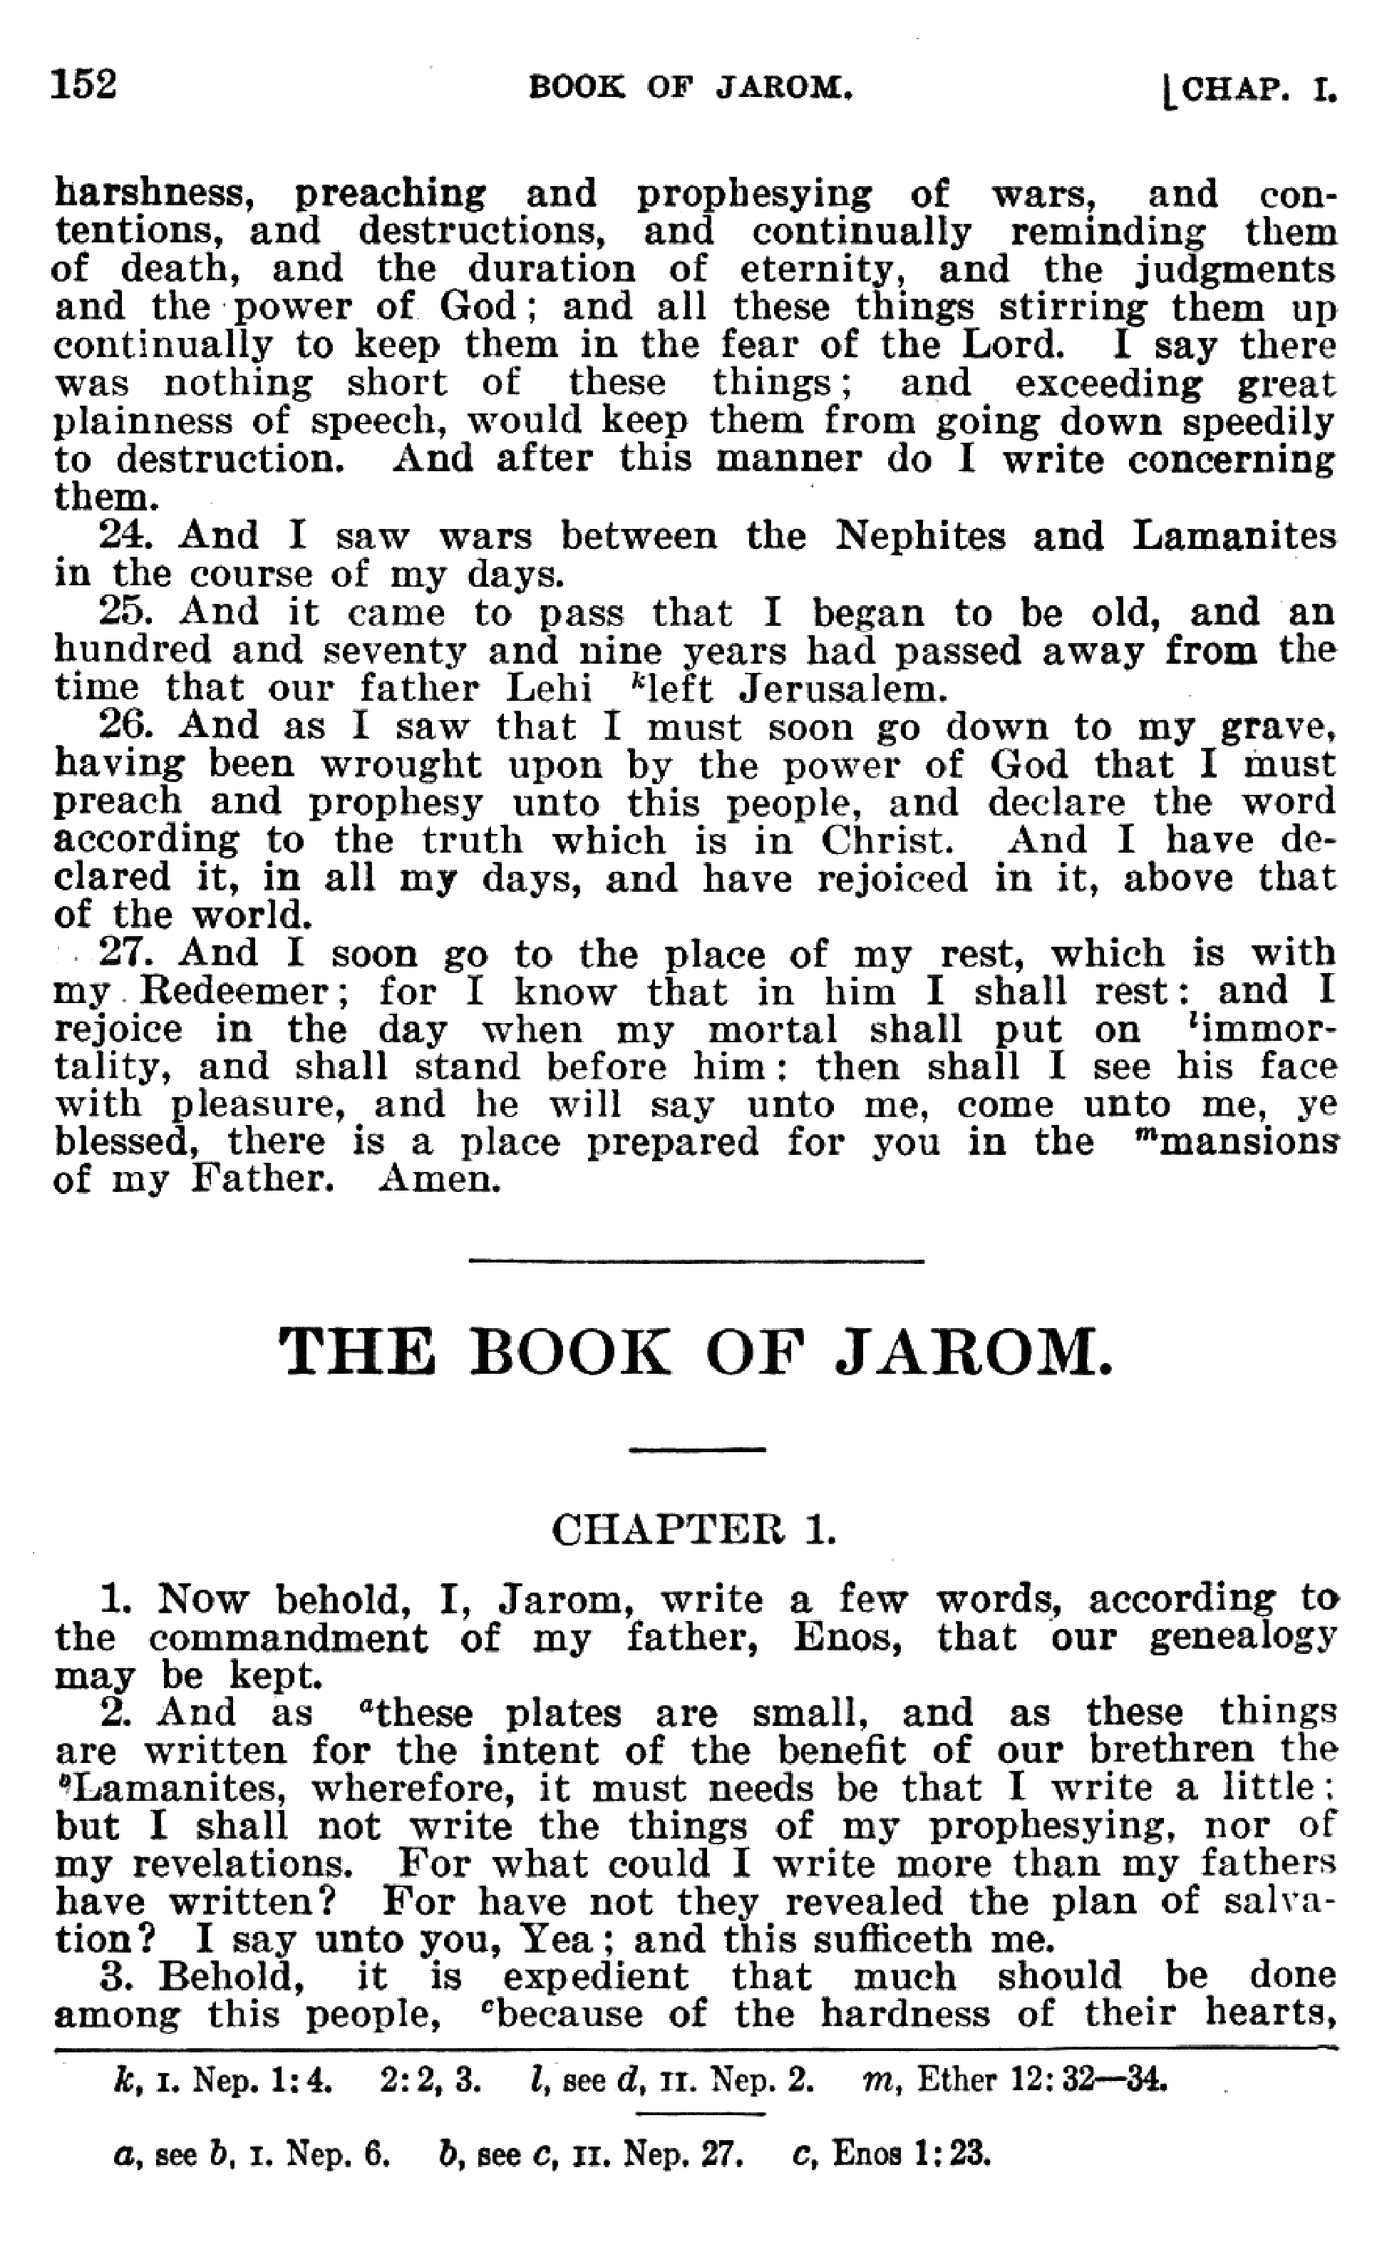 152 BOOK OF JAROM. [CHAP. I.
harshness, preaching and prophesying of wars, and con-
tentions, and destructions, and continually reminding them
of death, and the duration of eternity, and the judgments
and the power of God; and all these things stirring them up
continually to keep them in the fear of the Lord. I say there
was nothing short of these things; and exceeding great
plainness of speech, would keep them from going down speedily
to destruction. And after this manner do I write concerning
them.
24. And I saw wars between the Nephites and Lamanites
in the course of my days.
25. And it came to pass that I began to be old, and an
hundred and seventy and nine years had passed away from the
time that our father Lehi ᵏleft Jerusalem.
26. And as I saw that I must soon go down to my grave,
having been wrought upon by the power of God that I must
preach and prophesy unto this people, and declare the word
according to the truth which is in Christ. And I have de-
clared it, in all my days, and have rejoiced in it, above that
of the world.
27. And I soon go to the place of my rest, which is with
my Redeemer; for I know that in him I shall rest: and I
rejoice in the day when my mortal shall put on ˡimmor-
tality, and shall stand before him: then shall I see his face
with pleasure, and he will say unto me, come unto me, ye
blessed, there is a place prepared for you in the ᵐmansions
of my Father. Amen.
THE BOOK OF JAROM.
CHAPTER 1.
1. Now behold, I, Jarom, write a few words, according to
the commandment of my father, Enos, that our genealogy
may be kept.
2. And as ᵃthese plates are small, and as these things
are written for the intent of the benefit of our brethren the
ᵇLamanites, wherefore, it must needs be that I write a little:
but I shall not write the things of my prophesying, nor of
my revelations. For what could I write more than my fathers
have written? For have not they revealed the plan of salva-
tion? I say unto you, Yea; and this sufficeth me.
3. Behold, it is expedient that much should be done
among this people, ᶜbecause of the hardness of their hearts,
k, I. Nep. 1:4. 2:2, 3. l, see d, II. Nep. 2. m, Ether 12:32—34.
a, see b, I. Nep. 6. b, see c, II. Nep. 27. c, Enos 1:23.